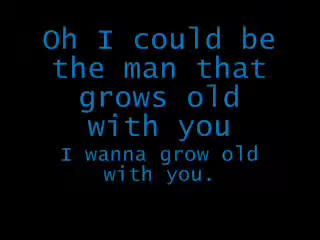 Oh I could be
the man that
grows old
with you
I wanna grow old
with you.